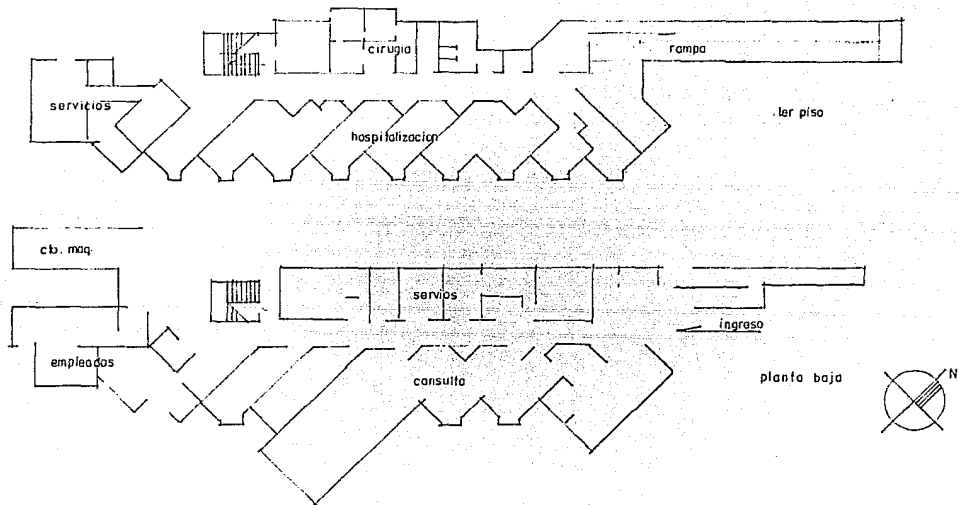 cirugia
rampa
servicios
1er piso
hospitalizacion
cto. maq.
servios
ingreso
empleados
consulta
planta baja
N